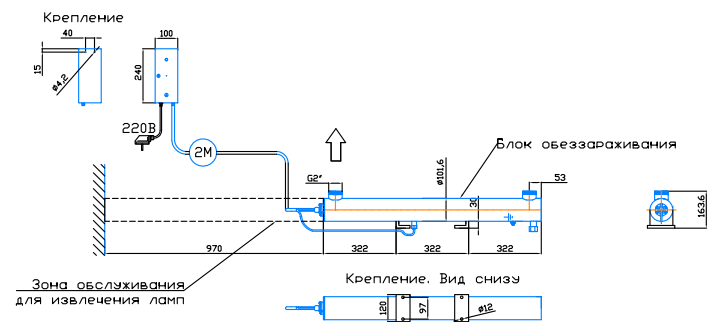 Крепление
40
100
15
ø4,2
240
220В
2М
G2"
ø101,6
Блок обеззараживания
53
30
163,6
970
322
322
322
Зона обслуживания
для извлечения ламп
Крепление. Вид снизу
120
97
ø12